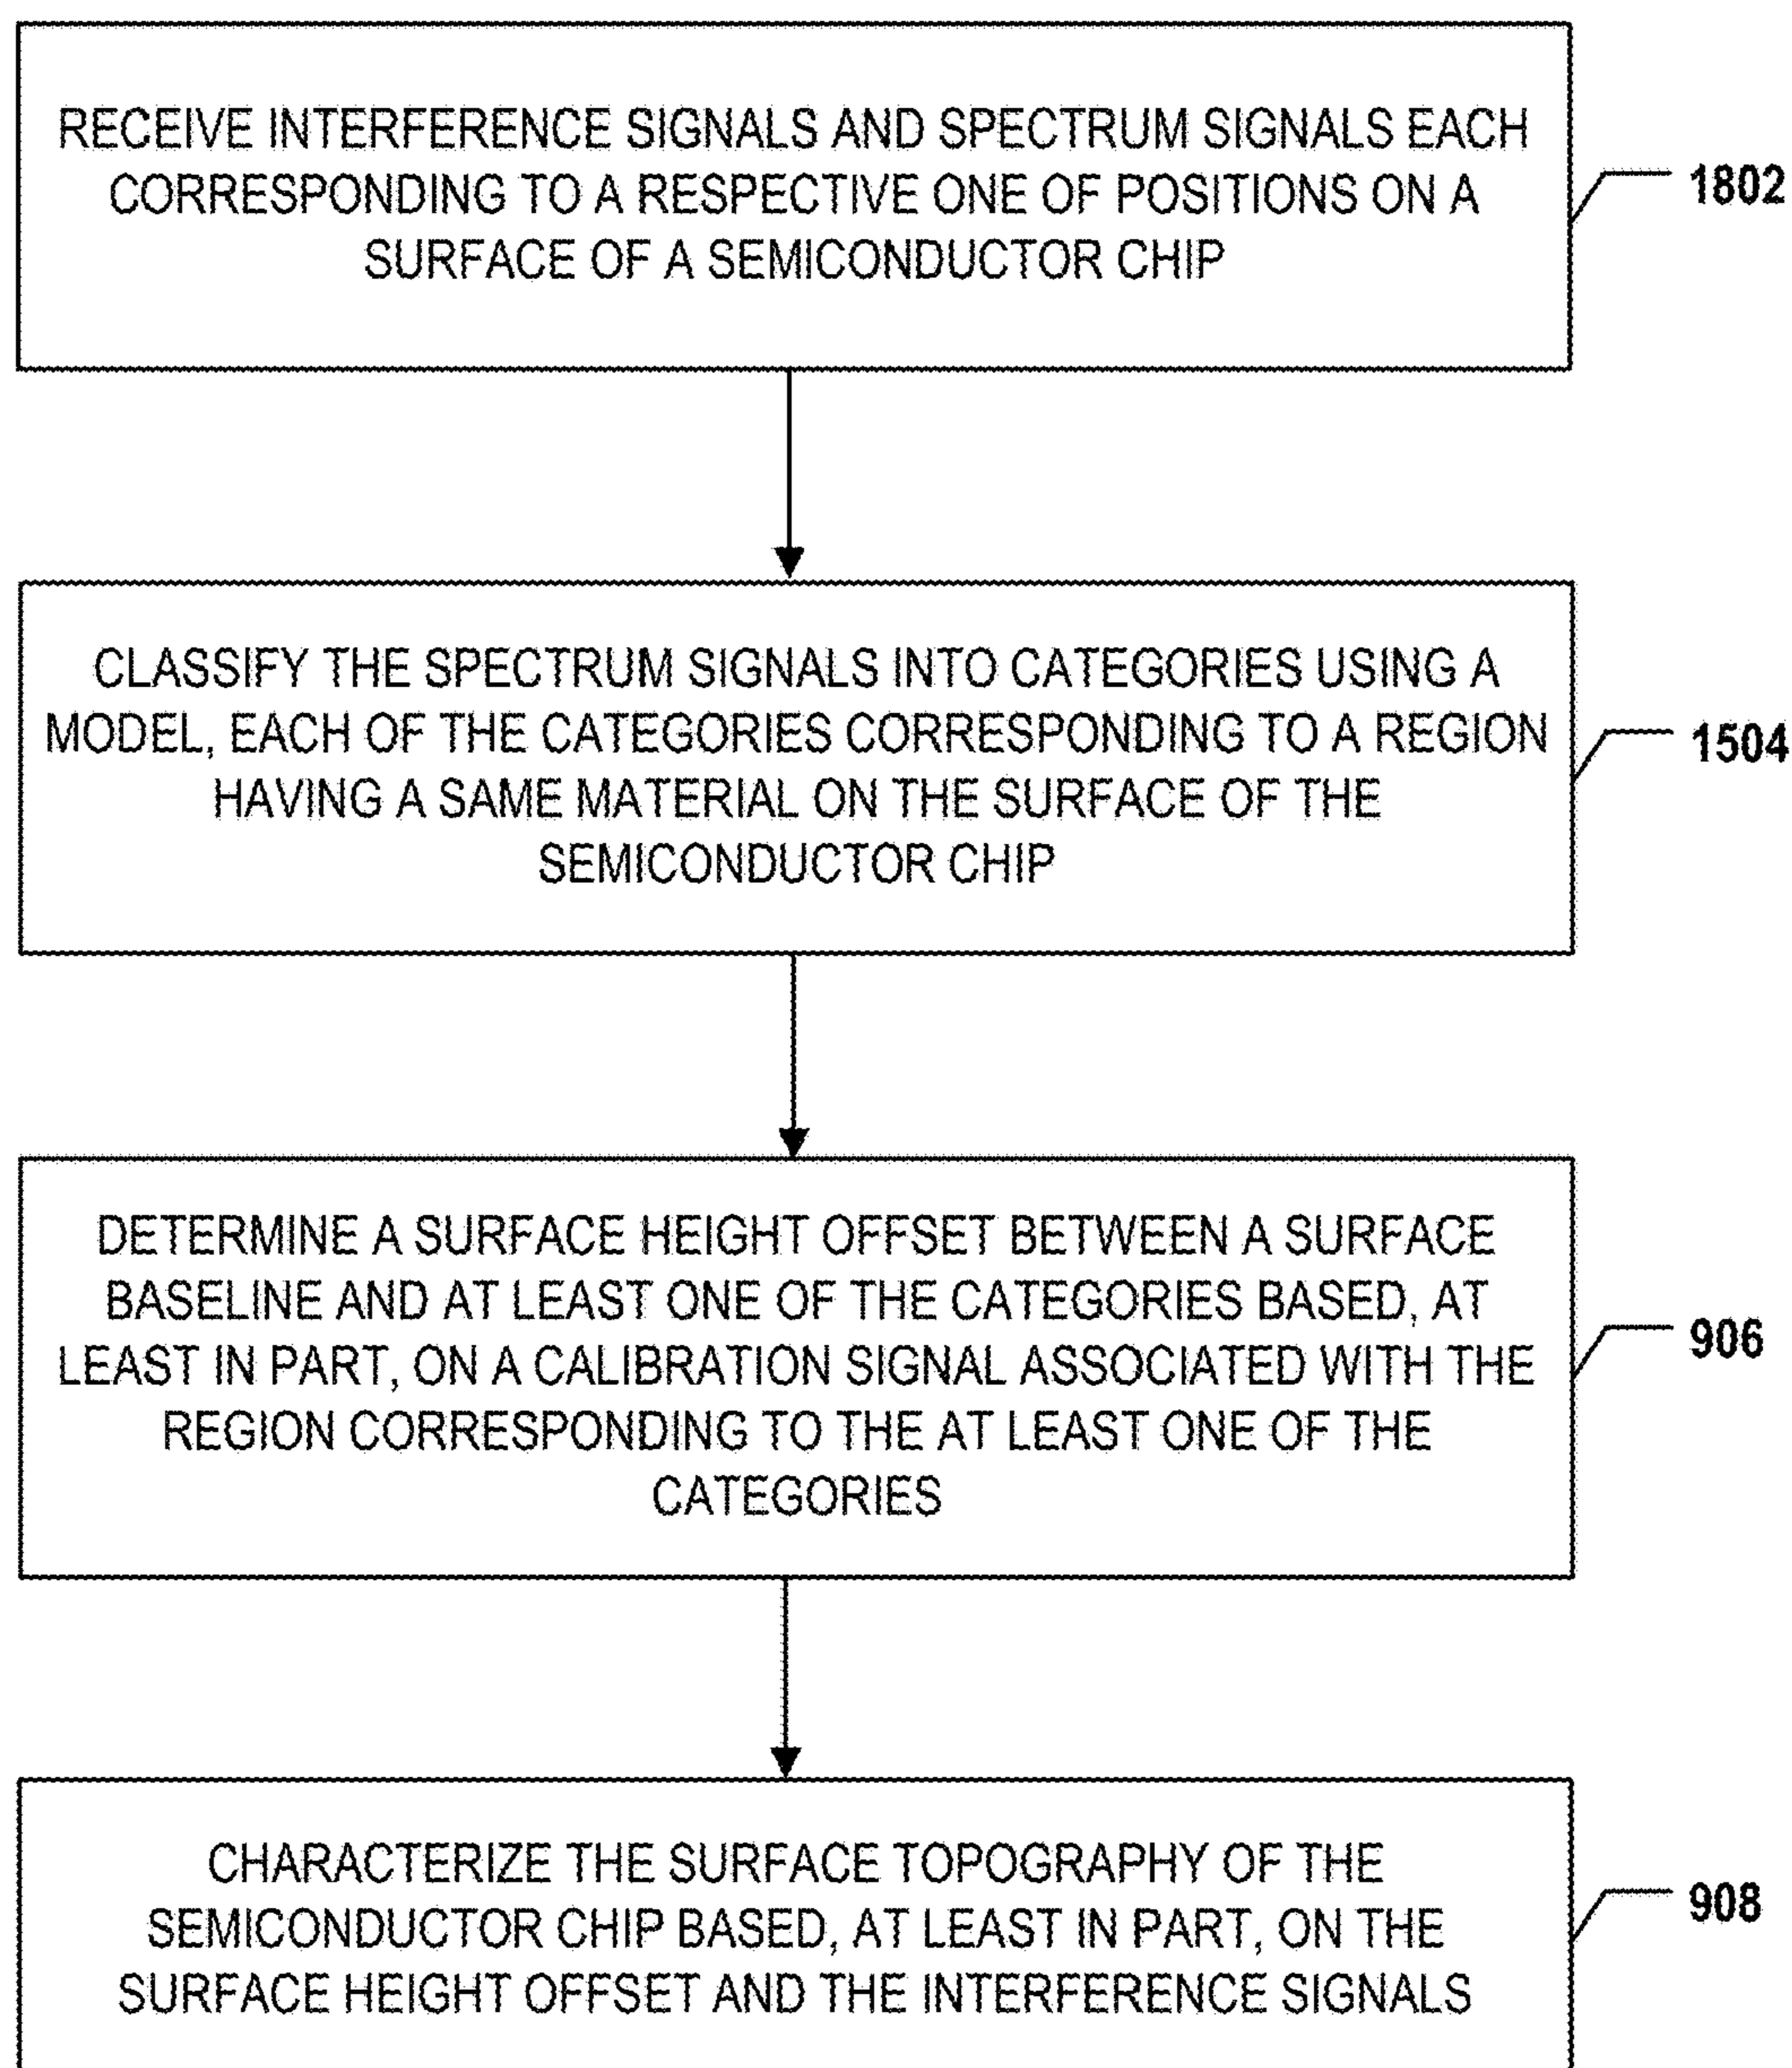 RECEIVE INTERFERENCE SIGNALS AND SPECTRUM SIGNALS EACH
CORRESPONDING TO A RESPECTIVE ONE OF POSITIONS ON A
SURFACE OF A SEMICONDUCTOR CHIP
1802
CLASSIFY THE SPECTRUM SIGNALS INTO CATEGORIES USING A
MODEL, EACH OF THE CATEGORIES CORRESPONDING TO A REGION
HAVING A SAME MATERIAL ON THE SURFACE OF THE
SEMICONDUCTOR CHIP
1504
DETERMINE A SURFACE HEIGHT OFFSET BETWEEN A SURFACE
BASELINE AND AT LEAST ONE OF THE CATEGORIES BASED, AT
LEAST IN PART, ON A CALIBRATION SIGNAL ASSOCIATED WITH THE
REGION CORRESPONDING TO THE AT LEAST ONE OF THE
CATEGORIES
906
CHARACTERIZE THE SURFACE TOPOGRAPHY OF THE
SEMICONDUCTOR CHIP BASED, AT LEAST IN PART, ON THE
SURFACE HEIGHT OFFSET AND THE INTERFERENCE SIGNALS
908